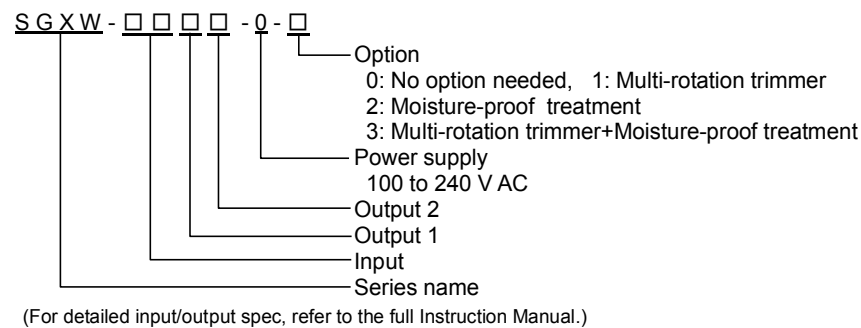 SGXW-□□□□-0-□
Option
0: No option needed, 1: Multi-rotation trimmer
2: Moisture-proof treatment
3: Multi-rotation trimmer+Moisture-proof treatment
Power supply
100 to 240 V AC
Output 2
Output 1
Input
Series name
(For detailed input/output spec, refer to the full Instruction Manual.)